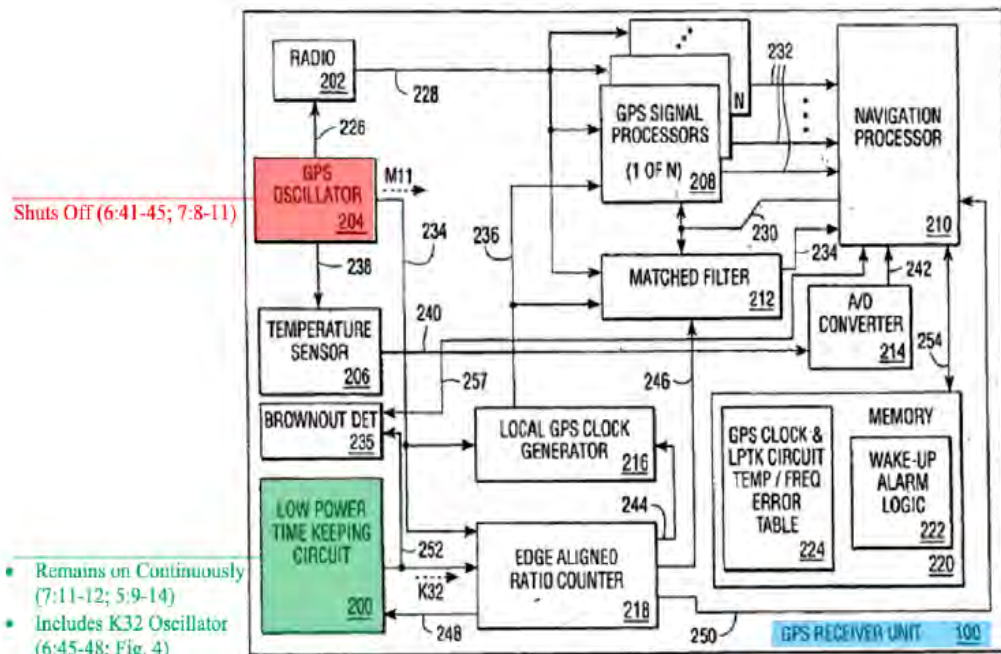 RADIO
202
228
226
GPS
OSCILLATOR
204
M11
Shuts Off (6:41-45; 7:8-11)
234
236
238
N
GPS SIGNAL
PROCESSORS
(1 OF N)
208
232
NAVIGATION
PROCESSOR
210
230
234
MATCHED FILTER
212
242
A/D
CONVERTER
214
254
TEMPERATURE
SENSOR
206
240
257
246
BROWNOUT DET
235
LOCAL GPS CLOCK
GENERATOR
216
244
MEMORY
GPS CLOCK &
LPTK CIRCUIT
TEMP / FREQ
ERROR
TABLE
224
WAKE-UP
ALARM
LOGIC
222
220
LOW POWER
TIME KEEPING
CIRCUIT
200
252
K32
EDGE ALIGNED
RATIO COUNTER
218
248
250
GPS RECEIVER UNIT 100
• Remains on Continuously
(7:11-12; 5:9-14)
• Includes K32 Oscillator
(6:45-48; Fig. 4)